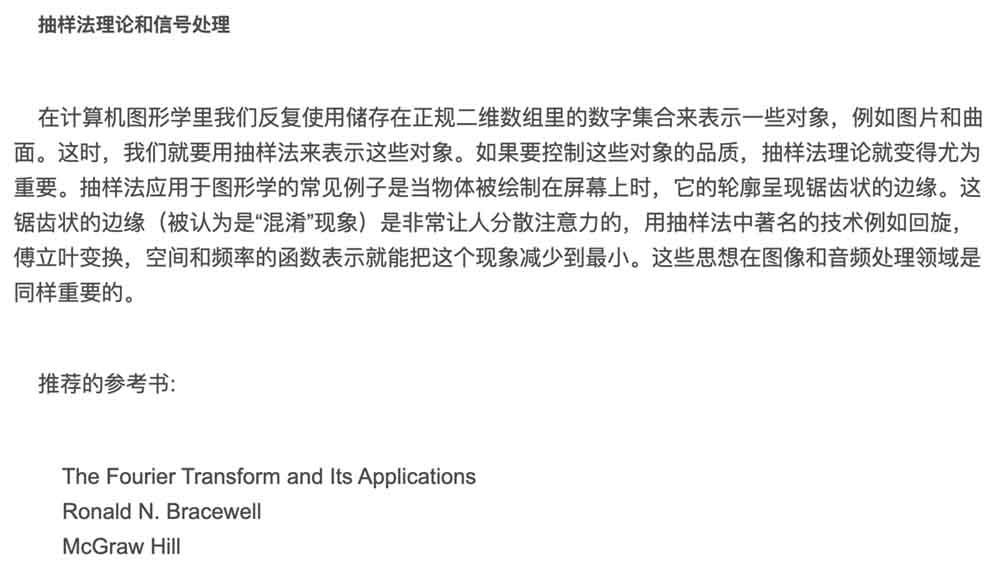 抽样法理论和信号处理
在计算机图形学里我们反复使用储存在正规二维数组里的数字集合来表示一些对象，例如图片和曲
面。这时，我们就要用抽样法来表示这些对象。如果要控制这些对象的品质，抽样法理论就变得尤为
重要。抽样法应用于图形学的常见例子是当物体被绘制在屏幕上时，它的轮廓呈现锯齿状的边缘。这
锯齿状的边缘（被认为是“混淆”现象）是非常让人分散注意力的，用抽样法中著名的技术例如回旋，
傅立叶变换，空间和频率的函数表示就能把这个现象减少到最小。这些思想在图像和音频处理领域是
同样重要的。
推荐的参考书:
The Fourier Transform and Its Applications
Ronald N. Bracewell
McGraw Hill